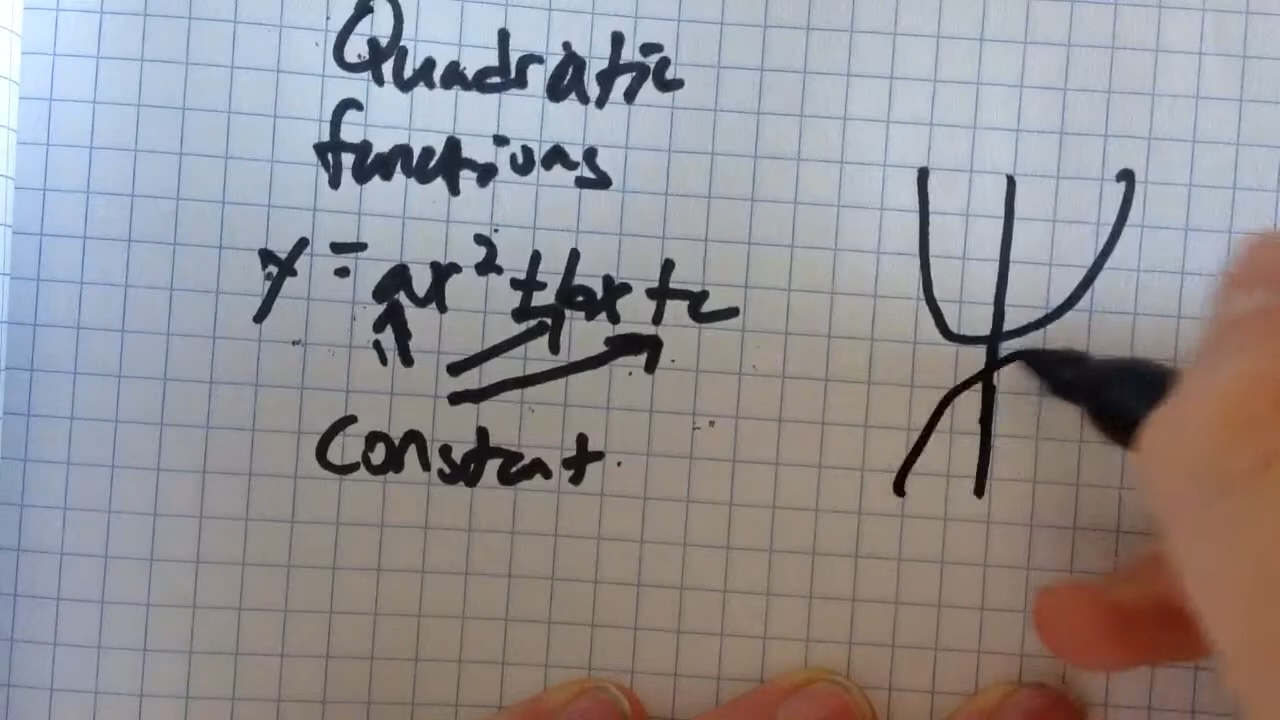 Quadratic
functions
y = ax² + bx + c
constant